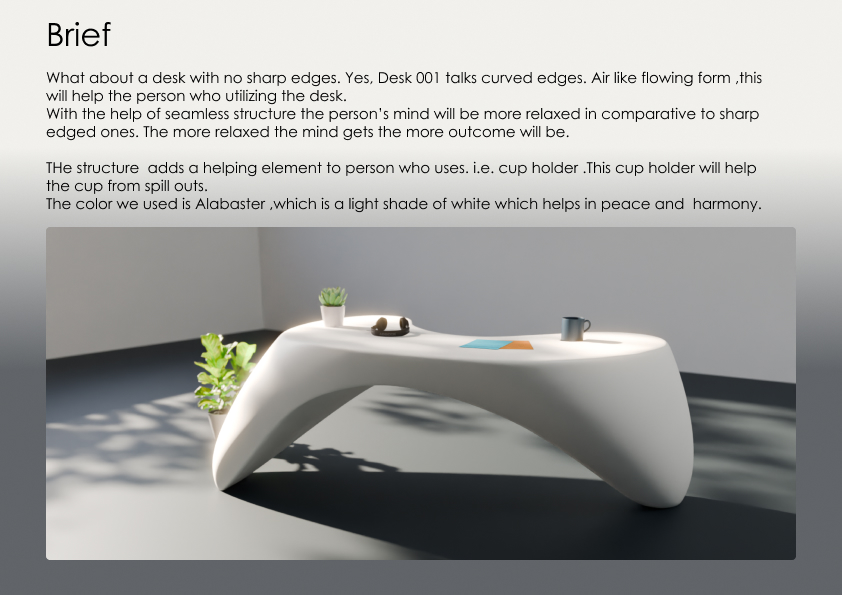 Brief
What about a desk with no sharp edges. Yes, Desk 001 talks curved edges. Air like flowing form ,this
will help the person who utilizing the desk.
With the help of seamless structure the person's mind will be more relaxed in comparative to sharp
edged ones. The more relaxed the mind gets the more outcome will be.
THe structure  adds a helping element to person who uses. i.e. cup holder .This cup holder will help
the cup from spill outs.
The color we used is Alabaster ,which is a light shade of white which helps in peace and  harmony.